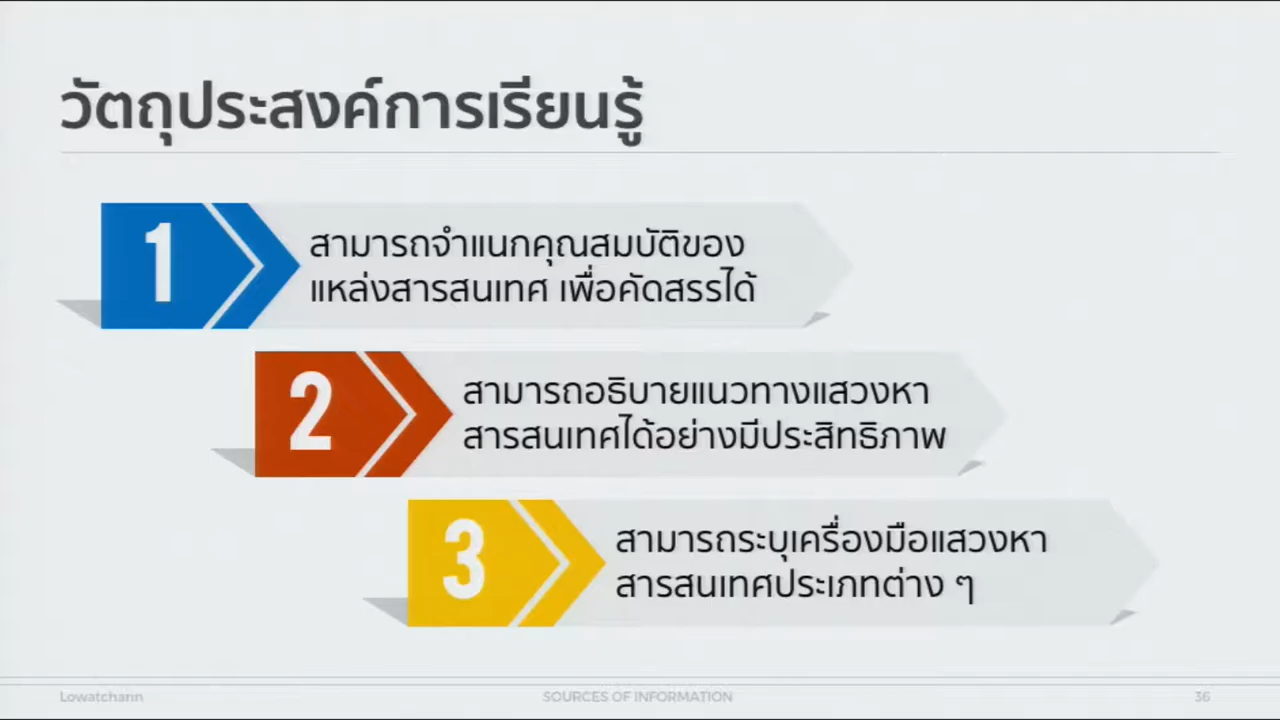 วัตถุประสงค์การเรียนรู้
1
สามารถจำแนกคุณสมบัติของ
แหล่งสารสนเทศ เพื่อคัดสรรได้
2
สามารถอธิบายแนวทางแสวงหา
สารสนเทศได้อย่างมีประสิทธิภาพ
3
สามารถระบุเครื่องมือแสวงหา
สารสนเทศประเภทต่าง ๆ
Lowatcharin
SOURCES OF INFORMATION
36